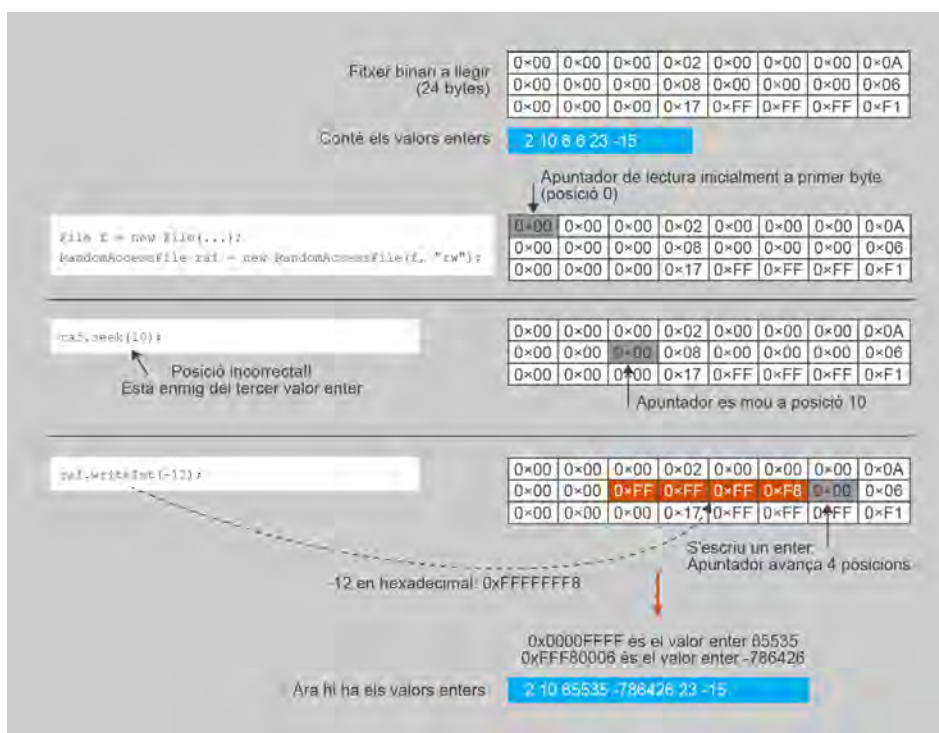 Fitxer binari a llegir
(24 bytes)
0×00 0×00 0×00 0×02 0×00 0×00 0×00 0×0A
0×00 0×00 0×00 0×08 0×00 0×00 0×00 0×06
0×00 0×00 0×00 0×17 0×FF 0×FF 0×FF 0×F1
Conté els valors enters
2 10 8 6 23 -15
Apuntador de lectura inicialment a primer byte
(posició 0)
File f = new File(...);
RandomAccessFile raf = new RandomAccessFile(f, "rw");
0×00 0×00 0×00 0×02 0×00 0×00 0×00 0×0A
0×00 0×00 0×00 0×08 0×00 0×00 0×00 0×06
0×00 0×00 0×00 0×17 0×FF 0×FF 0×FF 0×F1
raf.seek(10);
Posició incorrecta!!
Està enmig del tercer valor enter
0×00 0×00 0×00 0×02 0×00 0×00 0×00 0×0A
0×00 0×00 0×00 0×08 0×00 0×00 0×00 0×06
0×00 0×00 0×00 0×17 0×FF 0×FF 0×FF 0×F1
Apuntador es mou a posició 10
raf.writeInt(-12);
0×00 0×00 0×00 0×02 0×00 0×00 0×00 0×0A
0×00 0×00 0×FF 0×FF 0×FF 0×F8 0×00 0×06
0×00 0×00 0×00 0×17 0×FF 0×FF 0×FF 0×F1
S'escriu un enter.
Apuntador avança 4 posicions
-12 en hexadecimal: 0xFFFFFFF8
0x0000FFFF és el valor enter 65535
0xFFF80006 és el valor enter -786426
Ara hi ha els valors enters
2 10 65535 -786426 23 -15